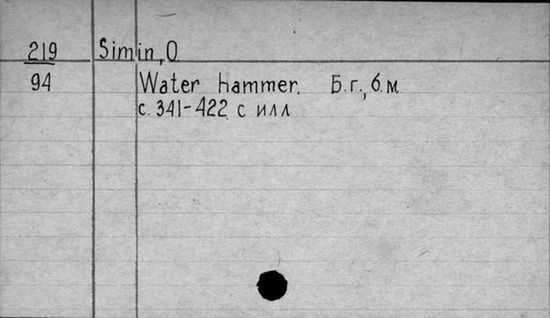 219 Simin, O
94 Water hammer. Б.г., б.м.
с. 341-422 с илл